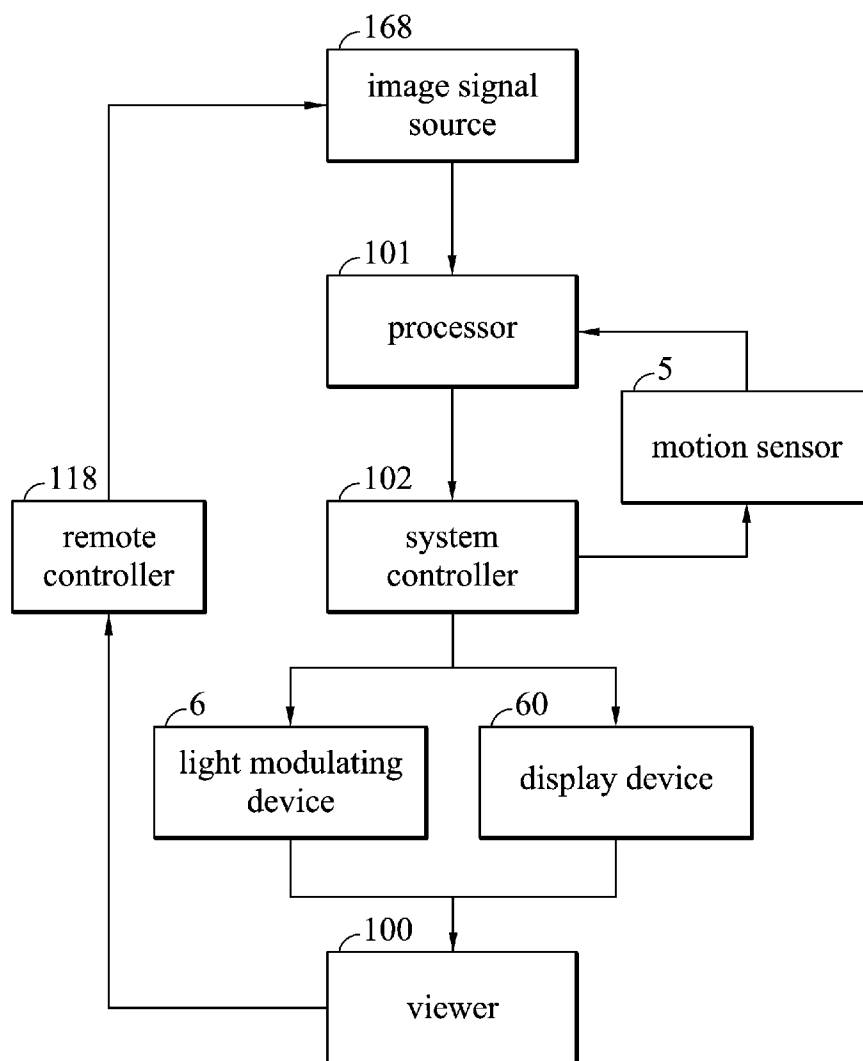 168
image signal
source
101
processor
5
motion sensor
118
remote
controller
102
system
controller
6
light modulating
device
60
display device
100
viewer